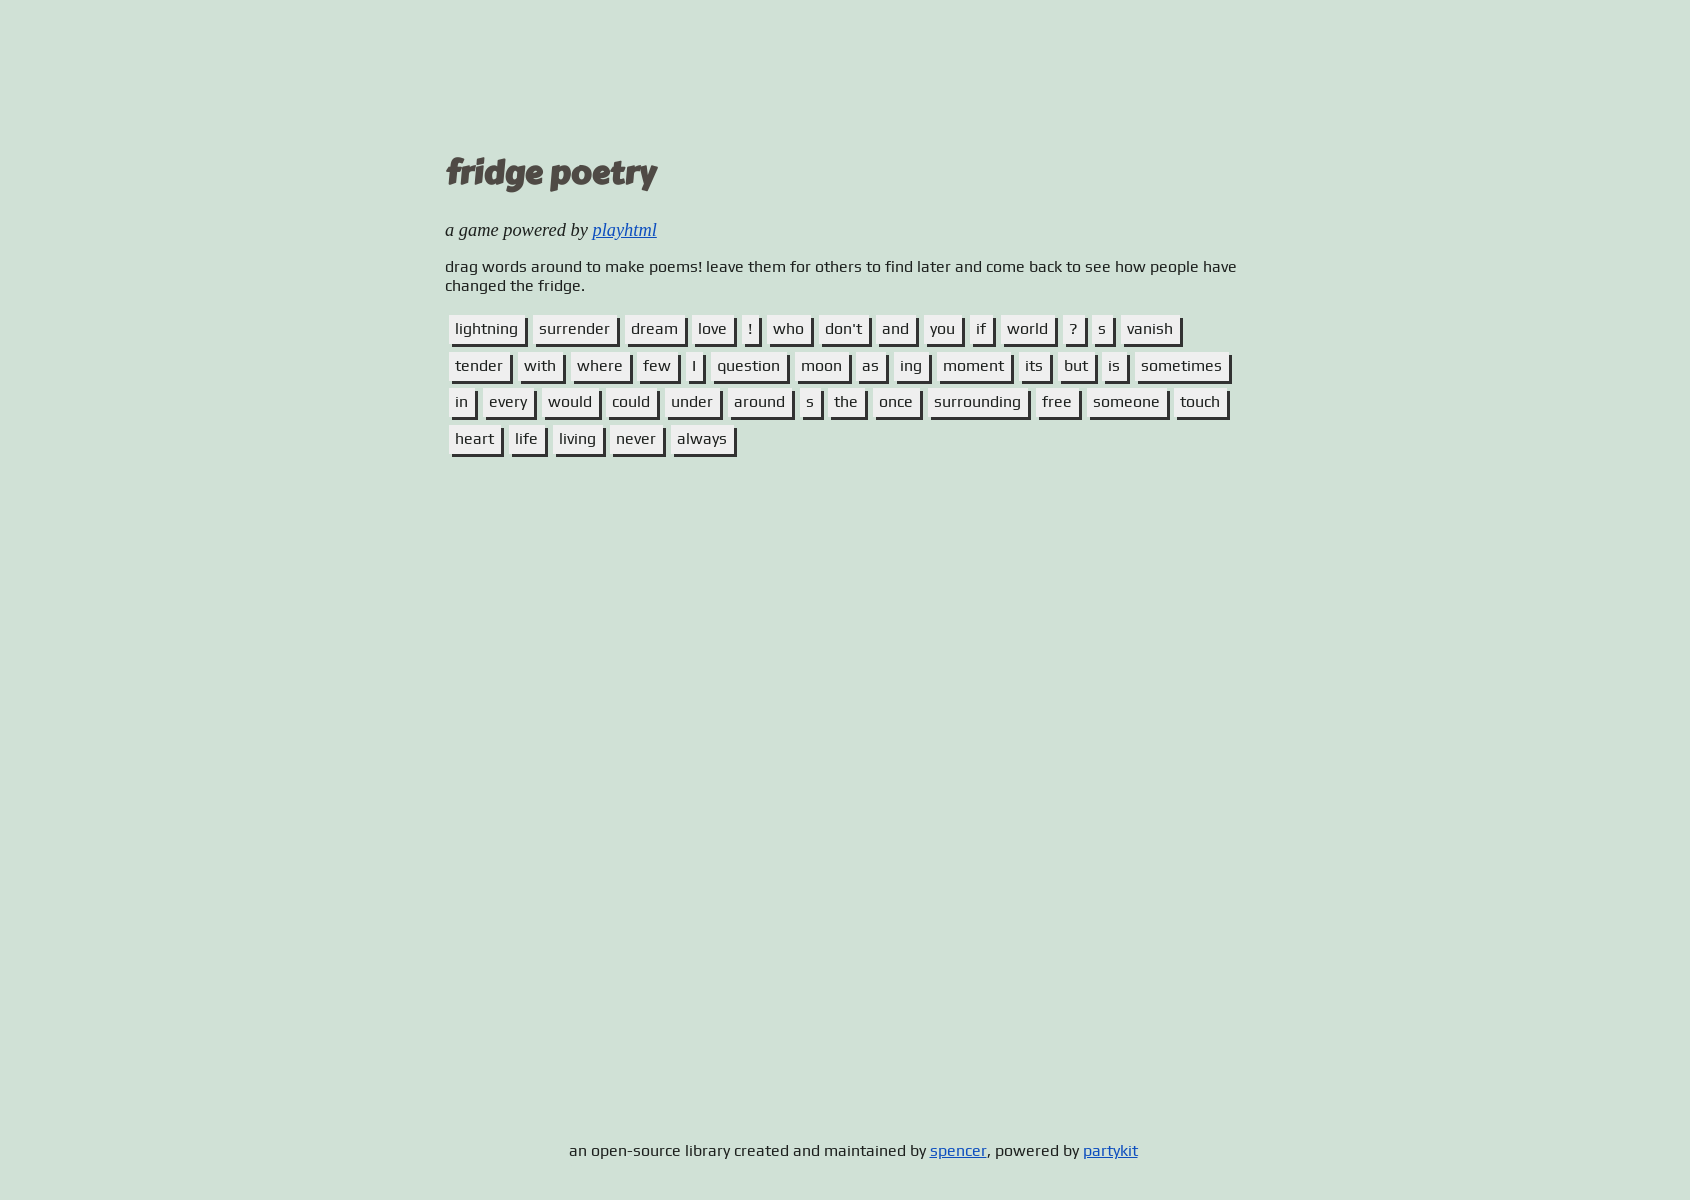 fridge poetry
a game powered by playhtml
drag words around to make poems! leave them for others to find later and come back to see how people have
changed the fridge.
lightning surrender dream love ! who don't and you if world ? s vanish
tender with where few I question moon as ing moment its but is sometimes
in every would could under around s the once surrounding free someone touch
heart life living never always
an open-source library created and maintained by spencer, powered by partykit